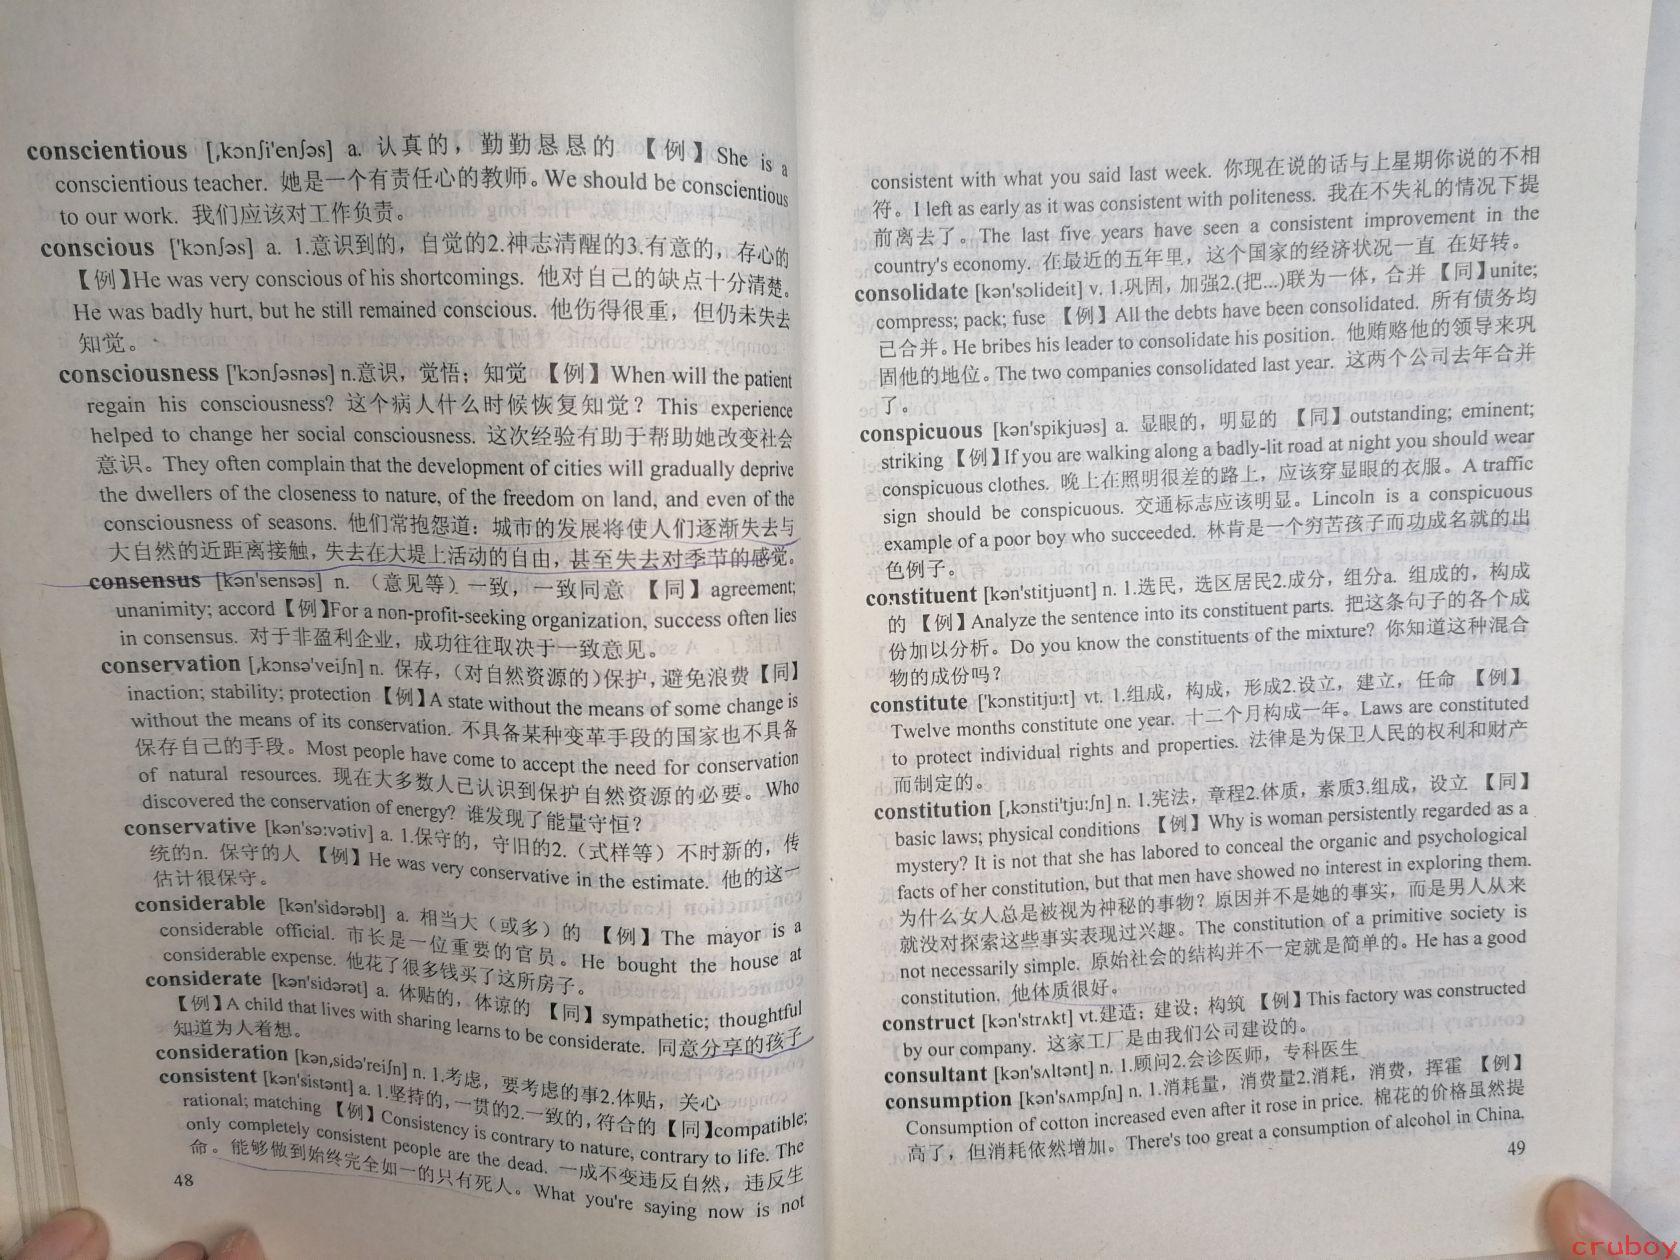 conscientious [,kɔnʃi'enʃəs] a. 认真的，勤勤恳恳的 【例】She is a
conscientious teacher. 她是一个有责任心的教师。We should be conscientious
to our work. 我们应该对工作负责。
conscious ['kɔnʃəs] a. 1.意识到的，自觉的2.神志清醒的3.有意的，存心的
【例】He was very conscious of his shortcomings. 他对自己的缺点十分清楚。
He was badly hurt, but he still remained conscious. 他伤得很重，但仍未失去
知觉。
consciousness ['kɔnʃəsnəs] n.意识，觉悟；知觉 【例】When will the patient
regain his consciousness? 这个病人什么时候恢复知觉？This experience
helped to change her social consciousness. 这次经验有助于帮助她改变社会
意识。They often complain that the development of cities will gradually deprive
the dwellers of the closeness to nature, of the freedom on land, and even of the
consciousness of seasons. 他们常抱怨道：城市的发展将使人们逐渐失去与
大自然的近距离接触，失去在大堤上活动的自由，甚至失去对季节的感觉。
consensus [kən'sensəs] n. （意见等）一致，一致同意 【同】agreement;
unanimity; accord【例】For a non-profit-seeking organization, success often lies
in consensus. 对于非盈利企业，成功往往取决于一致意见。
conservation [,kɔnsə'veiʃn] n. 保存，（对自然资源的）保护，避免浪费【同】
inaction; stability; protection【例】A state without the means of some change is
without the means of its conservation. 不具备某种变革手段的国家也不具备
保存自己的手段。Most people have come to accept the need for conservation
of natural resources. 现在大多数人已认识到保护自然资源的必要。Who
discovered the conservation of energy? 谁发现了能量守恒？
conservative [kən'sə:vətiv] a. 1.保守的，守旧的2.（式样等）不时新的，传
统的n. 保守的人 【例】He was very conservative in the estimate. 他的这一
估计很保守。
considerable [kən'sidərəbl] a. 相当大（或多）的 【例】The mayor is a
considerable official. 市长是一位重要的官员。He bought the house at
considerable expense. 他花了很多钱买了这所房子。
considerate [kən'sidərət] a. 体贴的，体谅的 【同】sympathetic; thoughtful
【例】A child that lives with sharing learns to be considerate. 同意分享的孩子
知道为人着想。
consideration [kən,sidə'reiʃn] n. 1.考虑，要考虑的事2.体贴，关心
consistent [kən'sistənt] a. 1.坚持的，一贯的2.一致的，符合的【同】compatible;
rational; matching【例】Consistency is contrary to nature, contrary to life. The
only completely consistent people are the dead. 一成不变违反自然，违反生
命。能够做到始终完全如一的只有死人。What you're saying now is not
48
consistent with what you said last week. 你现在说的话与上星期你说的不相
符。I left as early as it was consistent with politeness. 我在不失礼的情况下提
前离去了。The last five years have seen a consistent improvement in the
country's economy. 在最近的五年里，这个国家的经济状况一直 在好转。
consolidate [kən'sɔlideit] v. 1.巩固，加强2.(把...)联为一体，合并【同】unite;
compress; pack; fuse 【例】All the debts have been consolidated. 所有债务均
已合并。He bribes his leader to consolidate his position. 他贿赂他的领导来巩
固他的地位。The two companies consolidated last year. 这两个公司去年合并
了。
conspicuous [kən'spikjuəs] a. 显眼的，明显的 【同】outstanding; eminent;
striking【例】If you are walking along a badly-lit road at night you should wear
conspicuous clothes. 晚上在照明很差的路上，应该穿显眼的衣服。A traffic
sign should be conspicuous. 交通标志应该明显。Lincoln is a conspicuous
example of a poor boy who succeeded. 林肯是一个穷苦孩子而功成名就的出
色例子。
constituent [kən'stitjuənt] n. 1.选民，选区居民2.成分，组分a. 组成的，构成
的 【例】Analyze the sentence into its constituent parts. 把这条句子的各个成
份加以分析。Do you know the constituents of the mixture? 你知道这种混合
物的成份吗？
constitute ['kɔnstitju:t] vt. 1.组成，构成，形成2.设立，建立，任命 【例】
Twelve months constitute one year. 十二个月构成一年。Laws are constituted
to protect individual rights and properties. 法律是为保卫人民的权利和财产
而制定的。
constitution [,kɔnsti'tju:ʃn] n. 1.宪法，章程2.体质，素质3.组成，设立 【同】
basic laws; physical conditions 【例】Why is woman persistently regarded as a
mystery? It is not that she has labored to conceal the organic and psychological
facts of her constitution, but that men have showed no interest in exploring them.
为什么女人总是被视为神秘的事物？原因并不是她的事实，而是男人从来
就没对探索这些事实表现过兴趣。The constitution of a primitive society is
not necessarily simple. 原始社会的结构并不一定就是简单的。He has a good
constitution. 他体质很好。
construct [kən'strʌkt] vt.建造；建设；构筑 【例】This factory was constructed
by our company. 这家工厂是由我们公司建设的。
consultant [kən'sʌltənt] n. 1.顾问2.会诊医师，专科医生
consumption [kən'sʌmpʃn] n. 1.消耗量，消费量2.消耗，消费，挥霍 【例】
Consumption of cotton increased even after it rose in price. 棉花的价格虽然提
高了，但消耗依然增加。There's too great a consumption of alcohol in China.
49
cruboy